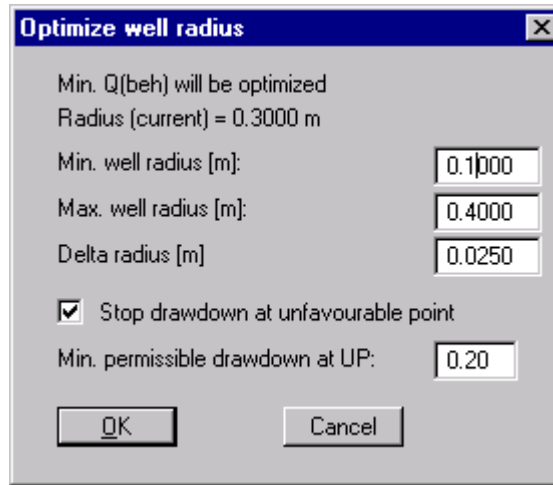 Optimize well radius
Min. Q(beh) will be optimized
Radius (current) = 0.3000 m
Min. well radius [m]: 0.1000
Max. well radius [m]: 0.4000
Delta radius [m] 0.0250
Stop drawdown at unfavourable point
Min. permissible drawdown at UP: 0.20
OK Cancel